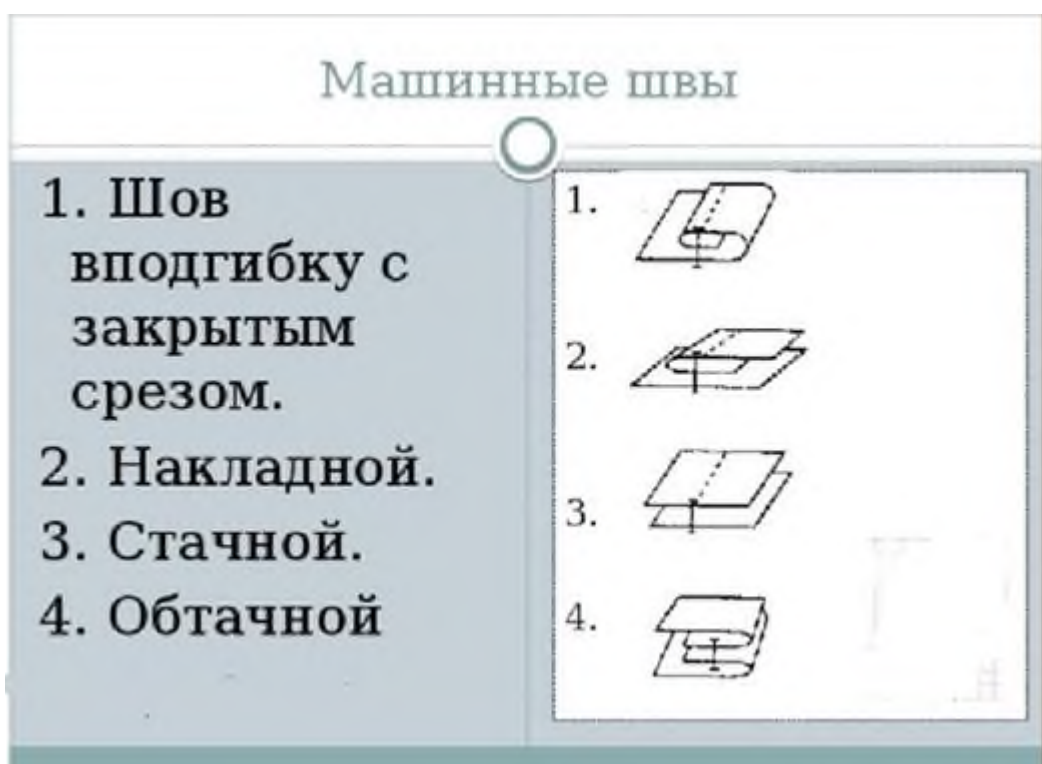 Машинные швы
1. Шов
вподгибку с
закрытым
срезом.
2. Накладной.
3. Стачной.
4. Обтачной
1.
2.
3.
4.